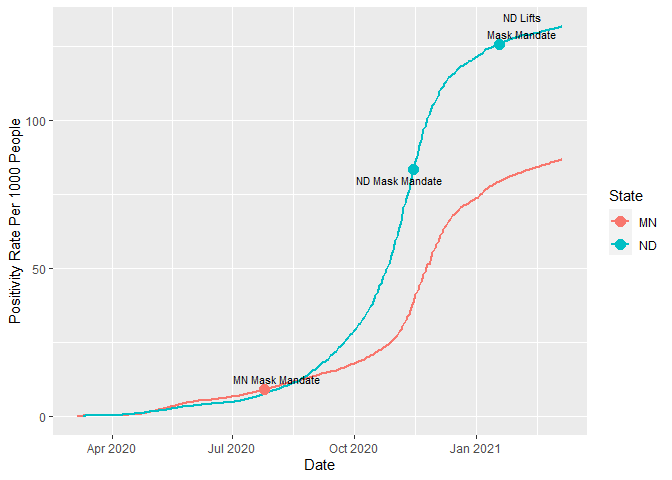 ND Lifts
Mask Mandate
ND Mask Mandate
MN Mask Mandate
100
50
0
Positivity Rate Per 1000 People
Apr 2020
Jul 2020
Oct 2020
Jan 2021
Date
State
MN
ND